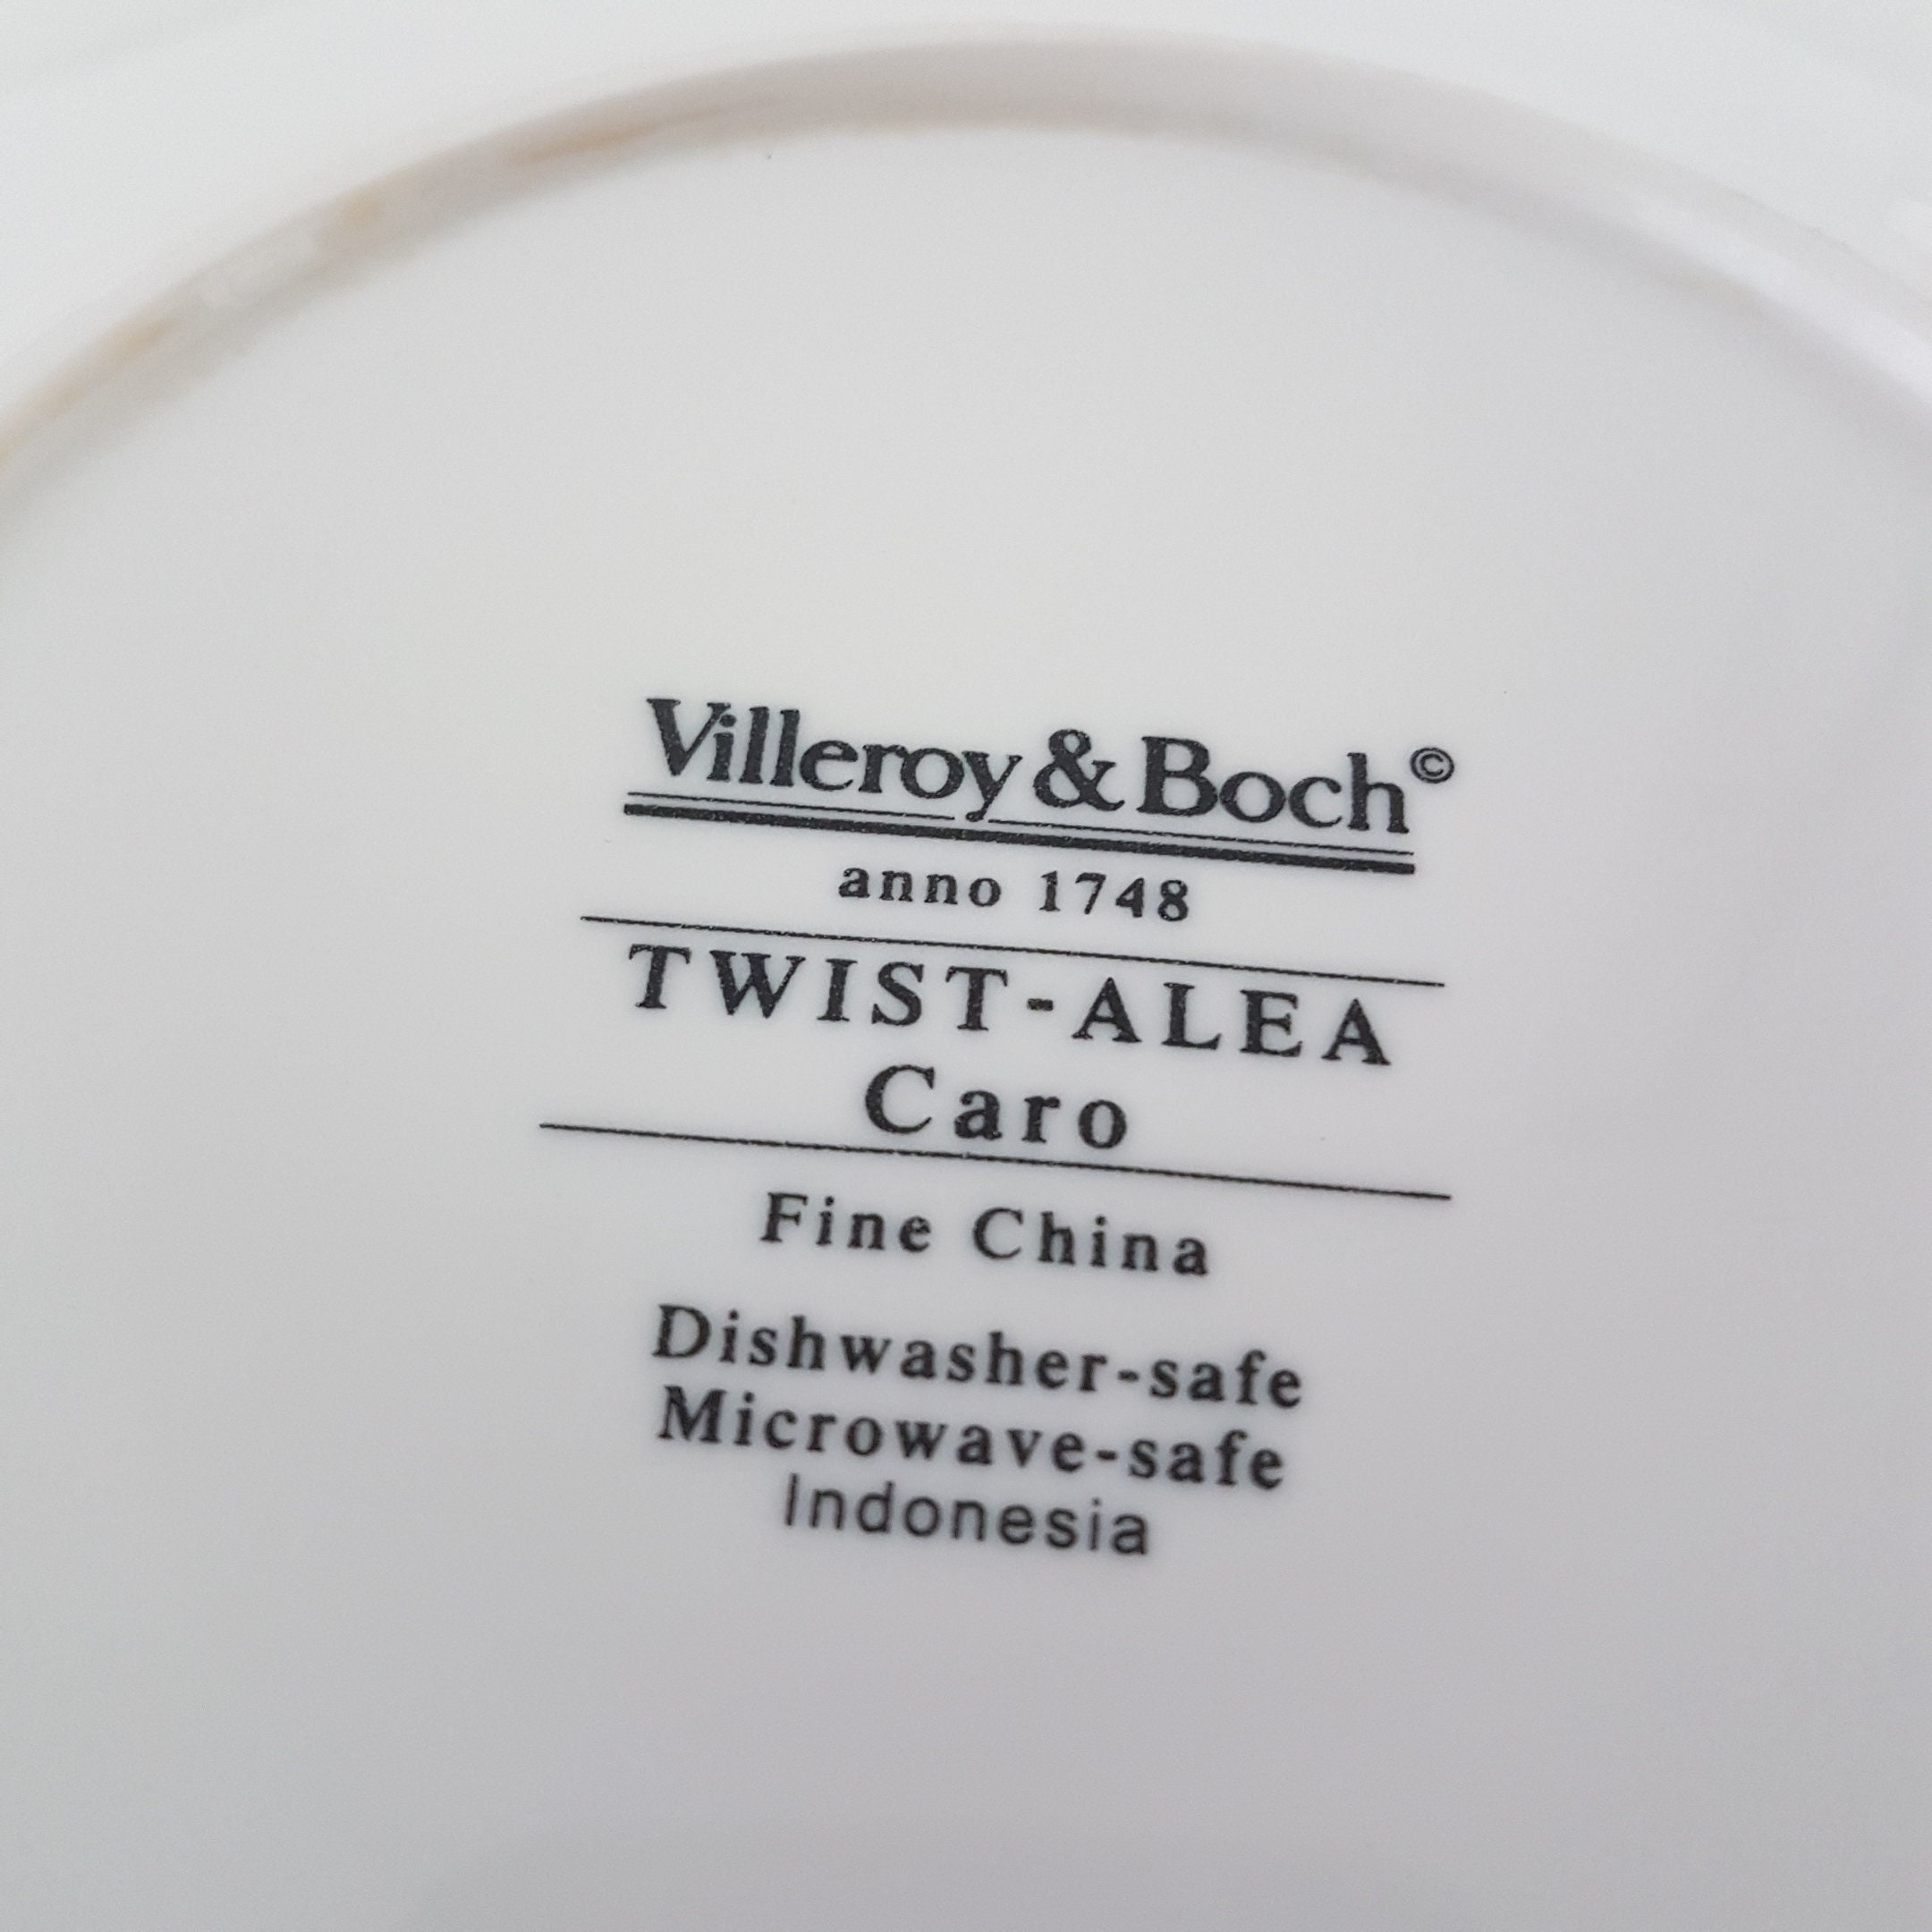 Villeroy & Boch©
anno 1748
TWIST-ALEA
Caro
Fine China
Dishwasher-safe
Microwave-safe
Indonesia